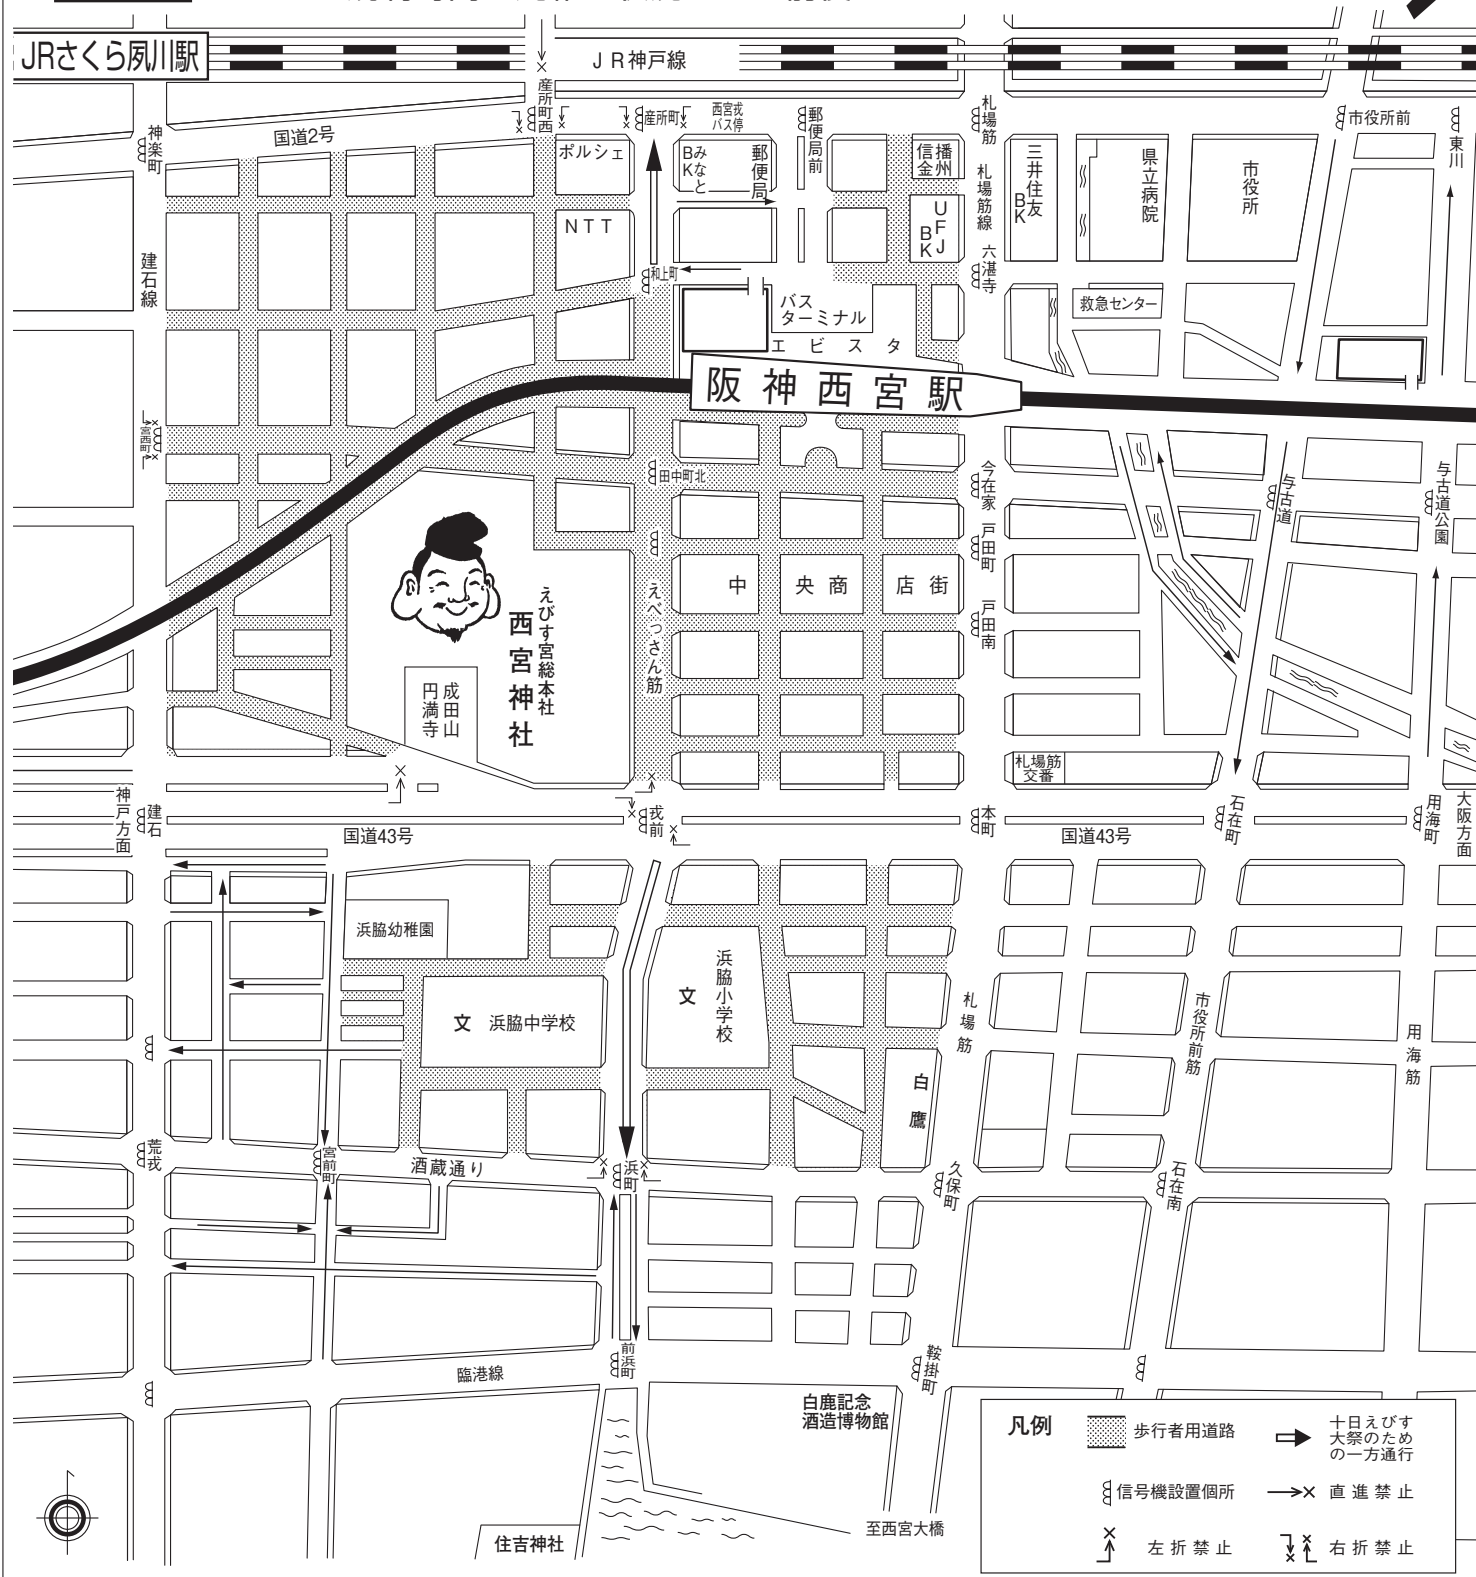 JRさくら夙川駅
JR神戸線
産所町西
産所町
西宮戎
バス停
郵便局前
札場筋
市役所前
東川
神楽町
国道2号
ポルシェ
みなと
BK
郵便局
播州
信金
三井住友
BK
県立病院
市役所
札場筋線
NTT
UFJ
BK
建石線
和上町
六湛寺
バス
ターミナル
救急センター
エビスタ
阪神西宮駅
宮西町
田中町北
今在家
与古道
与古道公園
戸田町
中央商店街
えびす宮総本社
西宮神社
えべっさん筋
戸田南
成田山
円満寺
札場筋
交番
神戸方面
建石
戎前
本町
石在町
用海町
大阪方面
国道43号
国道43号
浜脇幼稚園
文 浜脇中学校
文
浜脇小学校
札場筋
市役所前筋
用海筋
白鷹
荒戎
宮前町
酒蔵通り
浜町
久保町
石在南
前浜町
鞍掛町
臨港線
白鹿記念
酒造博物館
住吉神社
至西宮大橋
凡例
歩行者用道路
十日えびす
大祭のため
の一方通行
信号機設置個所
直進禁止
左折禁止
右折禁止